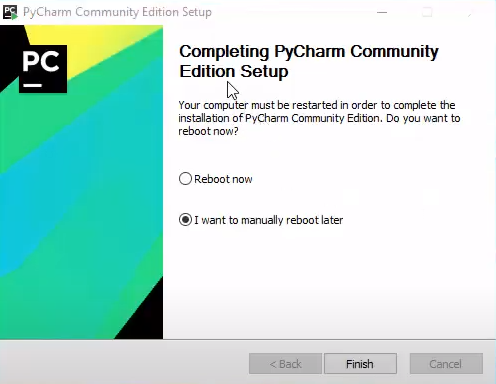 PC PyCharm Community Edition Setup
PC
Completing PyCharm Community
Edition Setup
Your computer must be restarted in order to complete the
installation of PyCharm Community Edition. Do you want to
reboot now?
Reboot now
I want to manually reboot later
< Back
Finish
Cancel